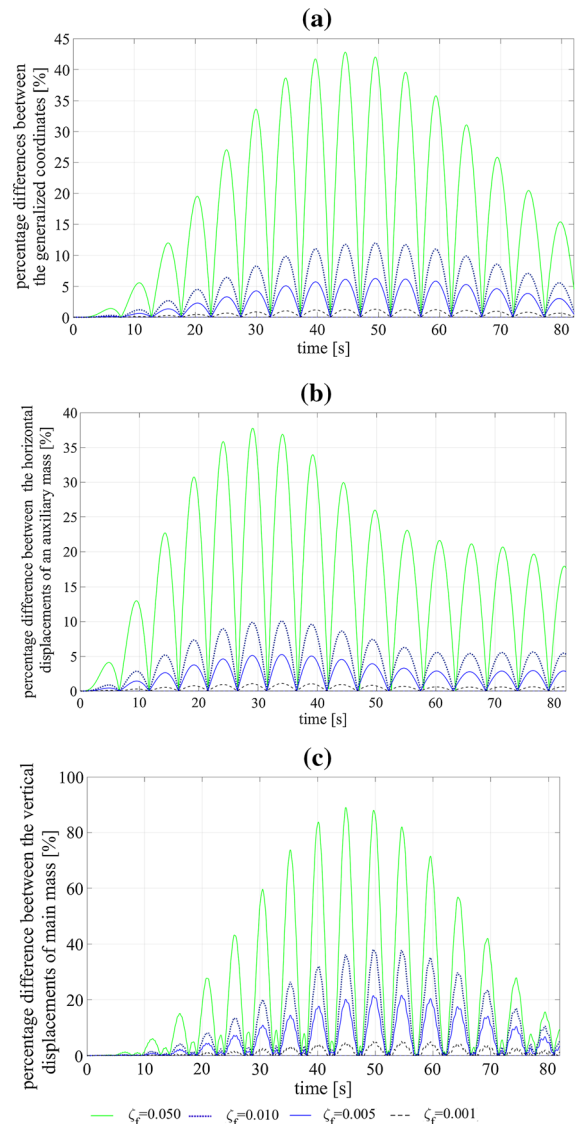 (a)
percentage differences beetween
the generalized coordinates [%]
45
40
35
30
25
20
15
10
5
0
0 10 20 30 40 50 60 70 80
time [s]
(b)
percentage difference beetween the horizontal
displacements of an auxiliary mass [%]
40
35
30
25
20
15
10
5
0
0 10 20 30 40 50 60 70 80
time [s]
(c)
percentage difference beetween the vertical
displacements of main mass [%]
100
80
60
40
20
0
0 10 20 30 40 50 60 70 80
time [s]
ζf=0.050 ζf=0.010 ζf=0.005 ζf=0.001